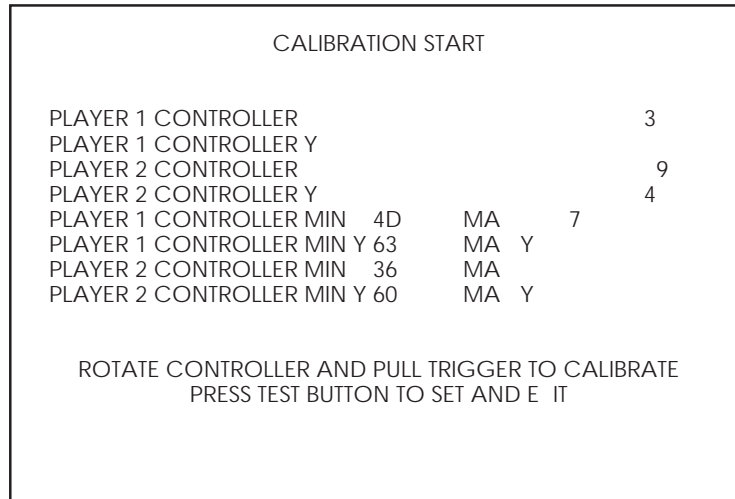 CALIBRATION START
PLAYER 1 CONTROLLER 3
PLAYER 1 CONTROLLER Y
PLAYER 2 CONTROLLER 9
PLAYER 2 CONTROLLER Y 4
PLAYER 1 CONTROLLER MIN 4D MA 7
PLAYER 1 CONTROLLER MIN Y 63 MA Y
PLAYER 2 CONTROLLER MIN 36 MA
PLAYER 2 CONTROLLER MIN Y 60 MA Y
ROTATE CONTROLLER AND PULL TRIGGER TO CALIBRATE
PRESS TEST BUTTON TO SET AND E IT